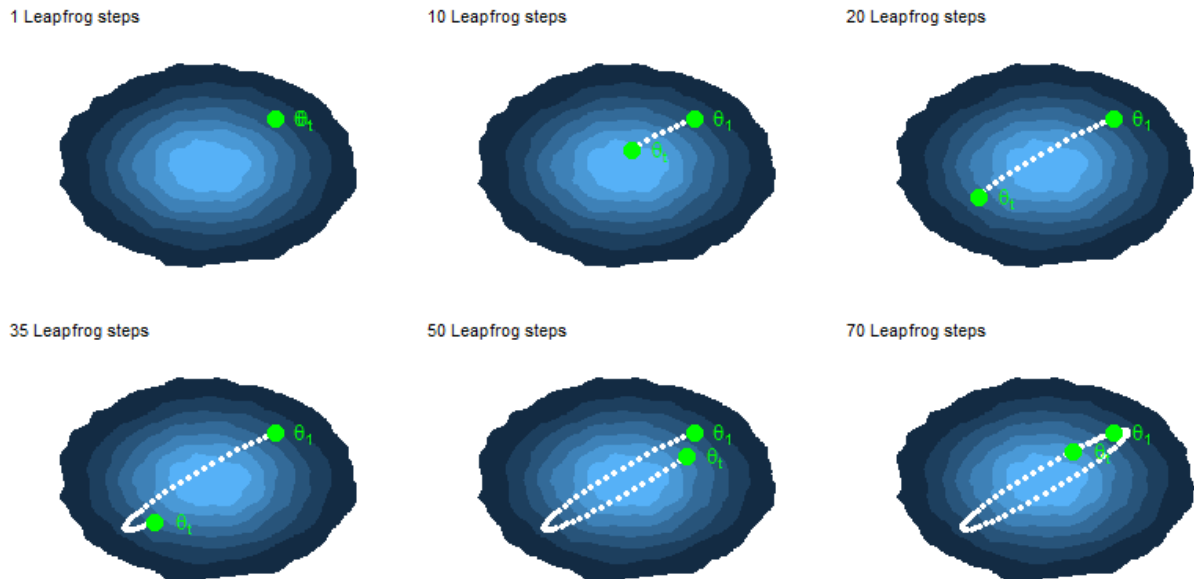 1 Leapfrog steps
10 Leapfrog steps
20 Leapfrog steps
θ₁
θₜ
θ₁
θₜ
35 Leapfrog steps
50 Leapfrog steps
70 Leapfrog steps
θ₁
θₜ
θ₁
θₜ
θ₁
θₜ